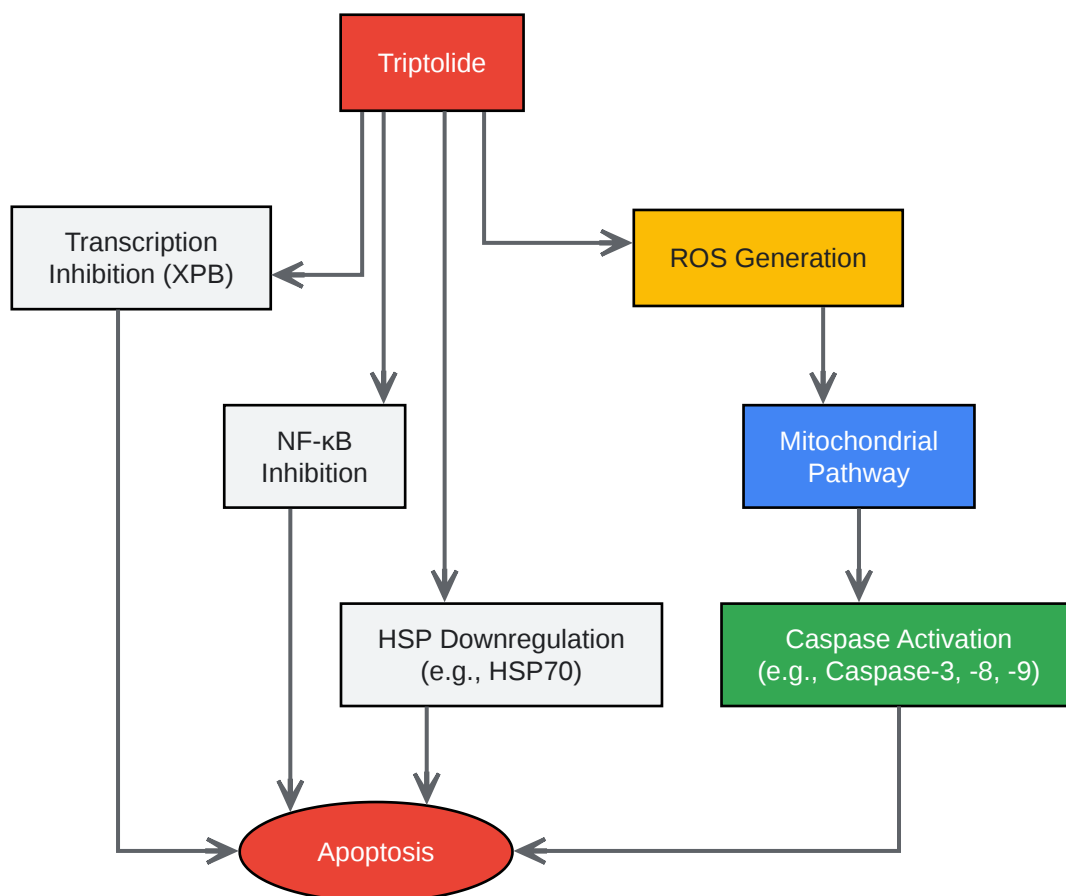 Triptolide
Transcription
Inhibition (XPB)
ROS Generation
NF-κB
Inhibition
Mitochondrial
Pathway
HSP Downregulation
(e.g., HSP70)
Caspase Activation
(e.g., Caspase-3, -8, -9)
Apoptosis